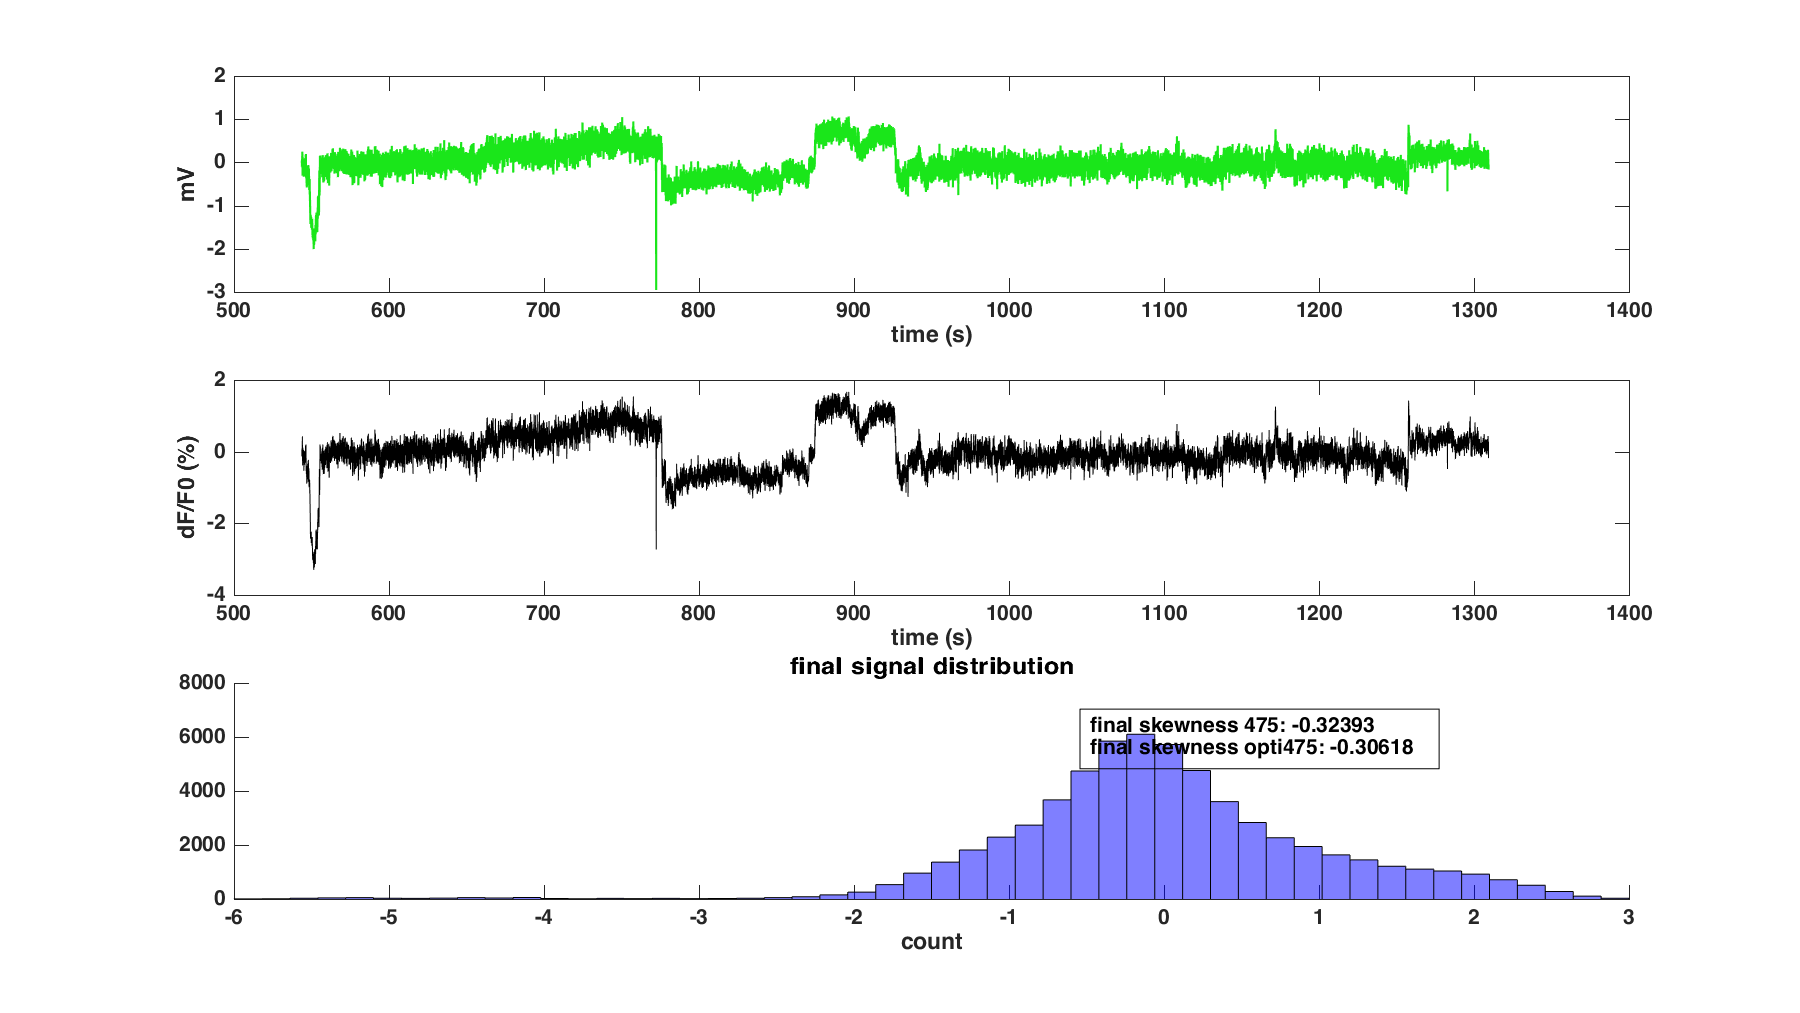 2
1
0
-1
-2
-3
mV
500 600 700 800 900 1000 1100 1200 1300 1400
time (s)
2
0
-2
-4
dF/F0 (%)
500 600 700 800 900 1000 1100 1200 1300 1400
time (s)
final signal distribution
8000
6000
4000
2000
0
final skewness 475: -0.32393
final skewness opti475: -0.30618
-6 -5 -4 -3 -2 -1 0 1 2 3
count